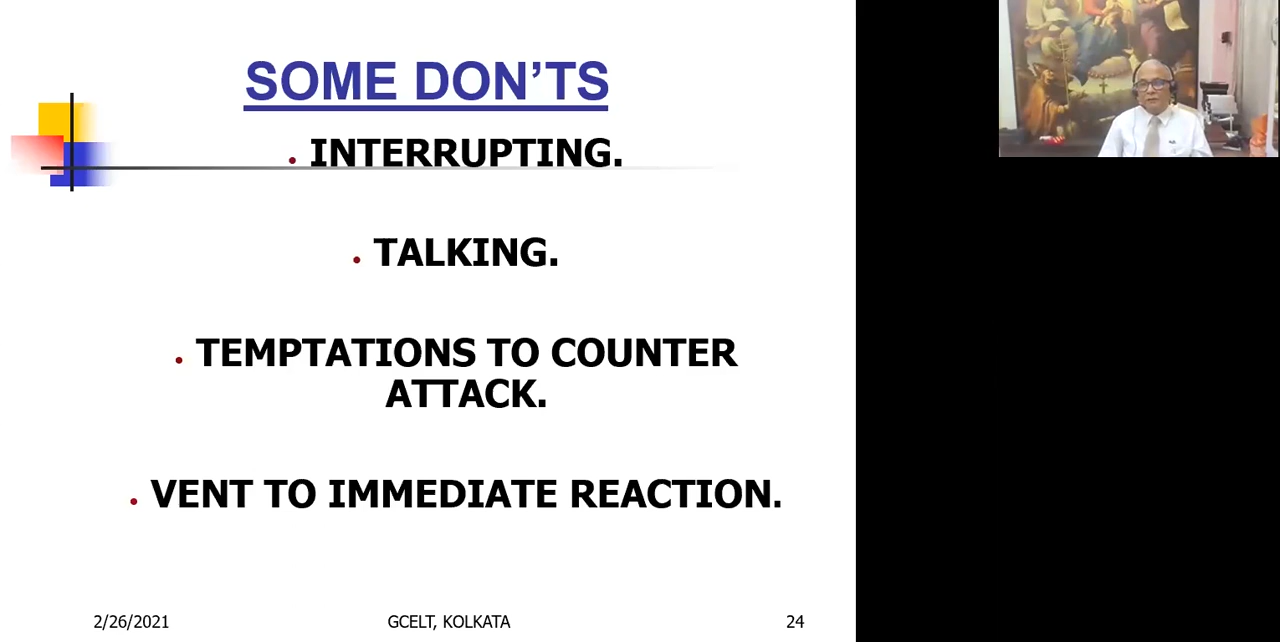 SOME DON’TS
• INTERRUPTING.
• TALKING.
• TEMPTATIONS TO COUNTER
ATTACK.
• VENT TO IMMEDIATE REACTION.
2/26/2021 GCELT, KOLKATA 24